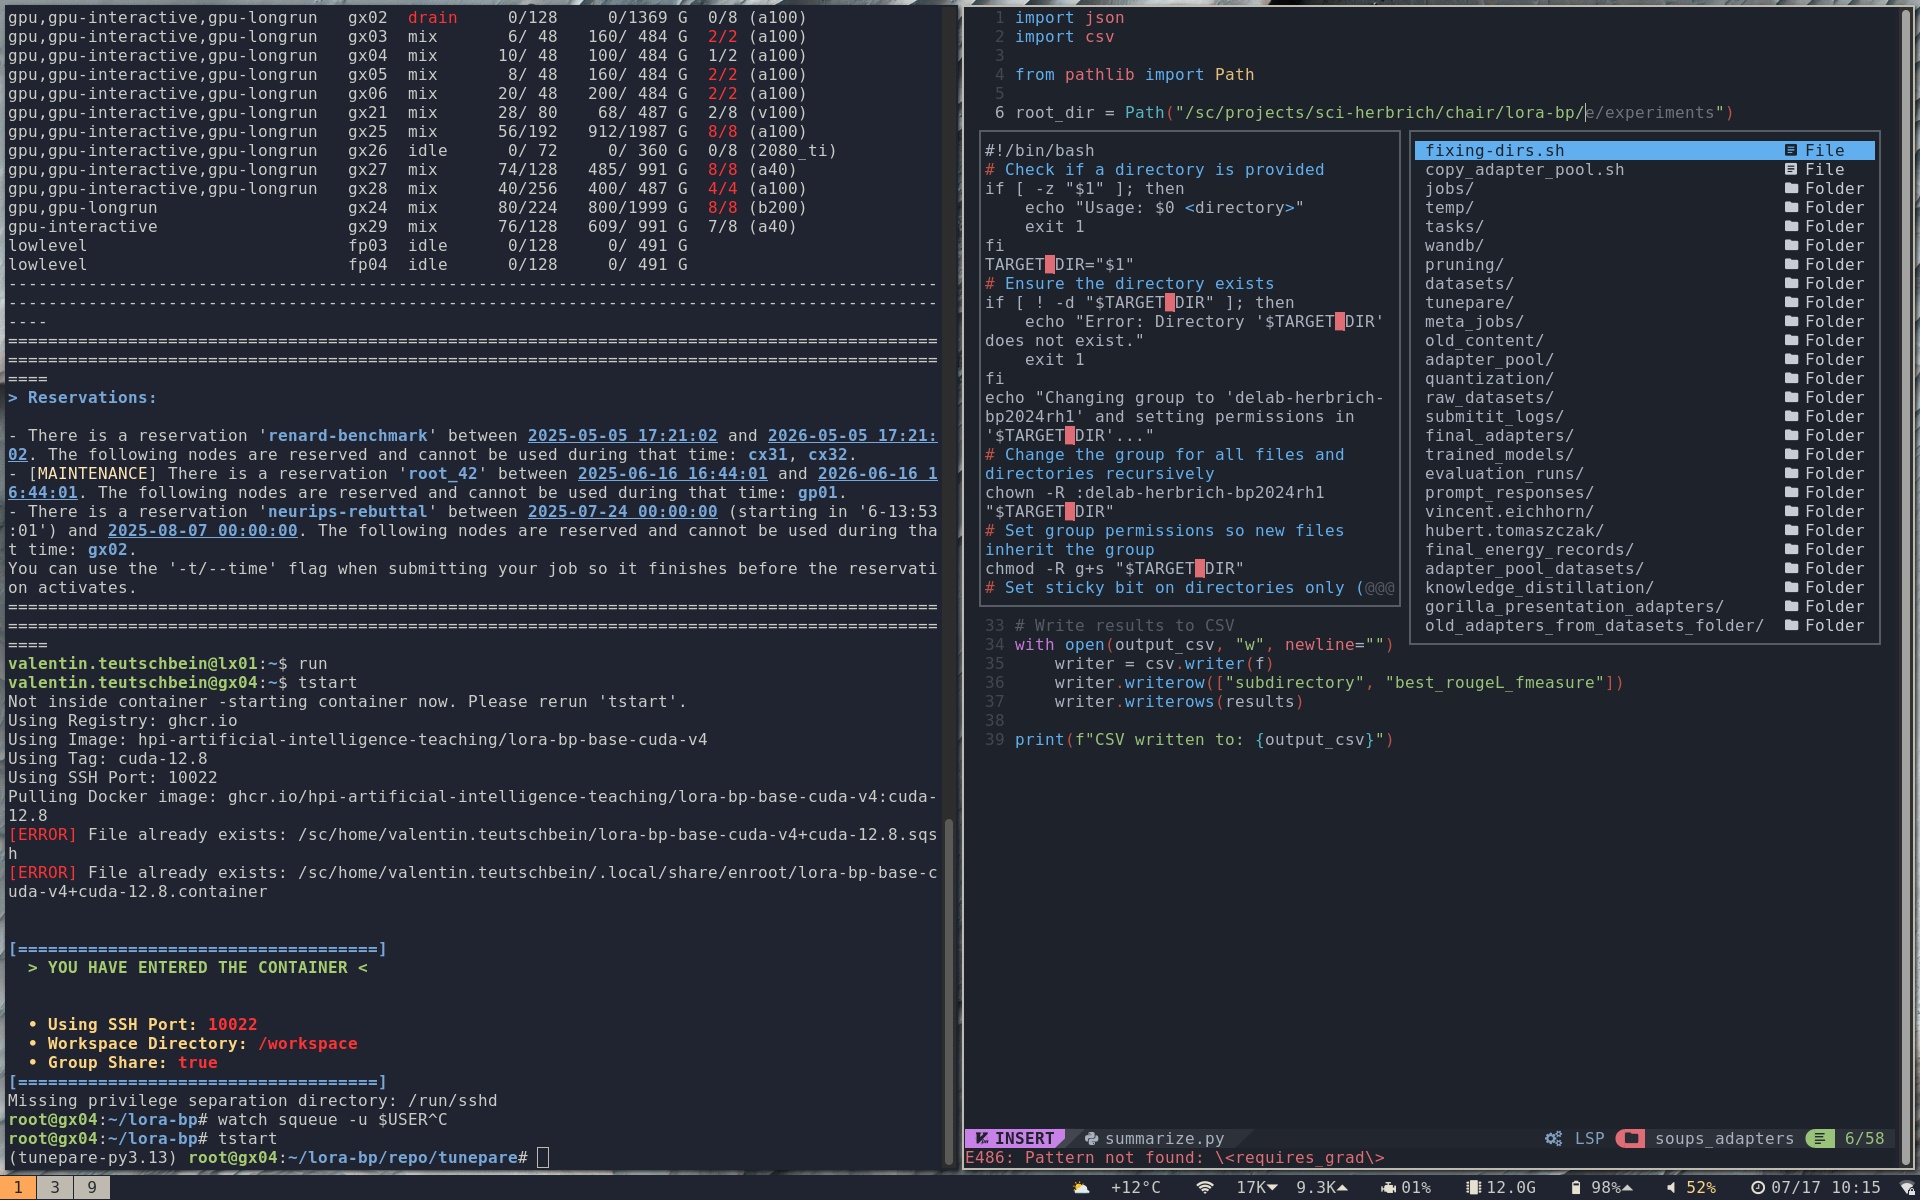 gpu,gpu-interactive,gpu-longrun gx02 drain 0/128 0/1369 G 0/8 (a100)
gpu,gpu-interactive,gpu-longrun gx03 mix 6/ 48 160/ 484 G 2/2 (a100)
gpu,gpu-interactive,gpu-longrun gx04 mix 10/ 48 100/ 484 G 1/2 (a100)
gpu,gpu-interactive,gpu-longrun gx05 mix 8/ 48 160/ 484 G 2/2 (a100)
gpu,gpu-interactive,gpu-longrun gx06 mix 20/ 48 200/ 484 G 2/2 (a100)
gpu,gpu-interactive,gpu-longrun gx21 mix 28/ 80 68/ 487 G 2/8 (v100)
gpu,gpu-interactive,gpu-longrun gx25 mix 56/192 912/1987 G 8/8 (a100)
gpu,gpu-interactive,gpu-longrun gx26 idle 0/ 72 0/ 360 G 0/8 (2080_ti)
gpu,gpu-interactive,gpu-longrun gx27 mix 74/128 485/ 991 G 8/8 (a40)
gpu,gpu-interactive,gpu-longrun gx28 mix 40/256 400/ 487 G 4/4 (a100)
gpu,gpu-longrun gx24 mix 80/224 800/1999 G 8/8 (b200)
gpu-interactive gx29 mix 76/128 609/ 991 G 7/8 (a40)
lowlevel fp03 idle 0/128 0/ 491 G
lowlevel fp04 idle 0/128 0/ 491 G
---------------------------------------------------------------------------------------------
---------------------------------------------------------------------------------------------
----
=============================================================================================
=============================================================================================
====
> Reservations:
- There is a reservation 'renard-benchmark' between 2025-05-05 17:21:02 and 2026-05-05 17:21:
02. The following nodes are reserved and cannot be used during that time: cx31, cx32.
- [MAINTENANCE] There is a reservation 'root_42' between 2025-06-16 16:44:01 and 2026-06-16 1
6:44:01. The following nodes are reserved and cannot be used during that time: gp01.
- There is a reservation 'neurips-rebuttal' between 2025-07-24 00:00:00 (starting in '6-13:53
:01') and 2025-08-07 00:00:00. The following nodes are reserved and cannot be used during tha
t time: gx02.
You can use the '-t/--time' flag when submitting your job so it finishes before the reservati
on activates.
=============================================================================================
=============================================================================================
====
valentin.teutschbein@lx01:~$ run
valentin.teutschbein@gx04:~$ tstart
Not inside container -starting container now. Please rerun 'tstart'.
Using Registry: ghcr.io
Using Image: hpi-artificial-intelligence-teaching/lora-bp-base-cuda-v4
Using Tag: cuda-12.8
Using SSH Port: 10022
Pulling Docker image: ghcr.io/hpi-artificial-intelligence-teaching/lora-bp-base-cuda-v4:cuda-
12.8
[ERROR] File already exists: /sc/home/valentin.teutschbein/lora-bp-base-cuda-v4+cuda-12.8.sqs
h
[ERROR] File already exists: /sc/home/valentin.teutschbein/.local/share/enroot/lora-bp-base-c
uda-v4+cuda-12.8.container
[====================================]
> YOU HAVE ENTERED THE CONTAINER <
• Using SSH Port: 10022
• Workspace Directory: /workspace
• Group Share: true
[====================================]
Missing privilege separation directory: /run/sshd
root@gx04:~/lora-bp# watch squeue -u $USER^C
root@gx04:~/lora-bp# tstart
(tunepare-py3.13) root@gx04:~/lora-bp/repo/tunepare#
1 import json
2 import csv
3
4 from pathlib import Path
5
6 root_dir = Path("/sc/projects/sci-herbrich/chair/lora-bp/e/experiments")
#!/bin/bash
# Check if a directory is provided
if [ -z "$1" ]; then
echo "Usage: $0 <directory>"
exit 1
fi
TARGET_DIR="$1"
# Ensure the directory exists
if [ ! -d "$TARGET_DIR" ]; then
echo "Error: Directory '$TARGET_DIR'
does not exist."
exit 1
fi
echo "Changing group to 'delab-herbrich-
bp2024rh1' and setting permissions in
'$TARGET_DIR'..."
# Change the group for all files and
directories recursively
chown -R :delab-herbrich-bp2024rh1
"$TARGET_DIR"
# Set group permissions so new files
inherit the group
chmod -R g+s "$TARGET_DIR"
# Set sticky bit on directories only (@@@
fixing-dirs.sh File
copy_adapter_pool.sh File
jobs/ Folder
temp/ Folder
tasks/ Folder
wandb/ Folder
pruning/ Folder
datasets/ Folder
tunepare/ Folder
meta_jobs/ Folder
old_content/ Folder
adapter_pool/ Folder
quantization/ Folder
raw_datasets/ Folder
submitit_logs/ Folder
final_adapters/ Folder
trained_models/ Folder
evaluation_runs/ Folder
prompt_responses/ Folder
vincent.eichhorn/ Folder
hubert.tomaszczak/ Folder
final_energy_records/ Folder
adapter_pool_datasets/ Folder
knowledge_distillation/ Folder
gorilla_presentation_adapters/ Folder
old_adapters_from_datasets_folder/ Folder
33 # Write results to CSV
34 with open(output_csv, "w", newline="")
35 writer = csv.writer(f)
36 writer.writerow(["subdirectory", "best_rougeL_fmeasure"])
37 writer.writerows(results)
38
39 print(f"CSV written to: {output_csv}")
INSERT summarize.py LSP soups_adapters 6/58
E486: Pattern not found: \<requires_grad\>
1 3 9 +12°C 17K 9.3K 01% 12.0G 98% 52% 07/17 10:15